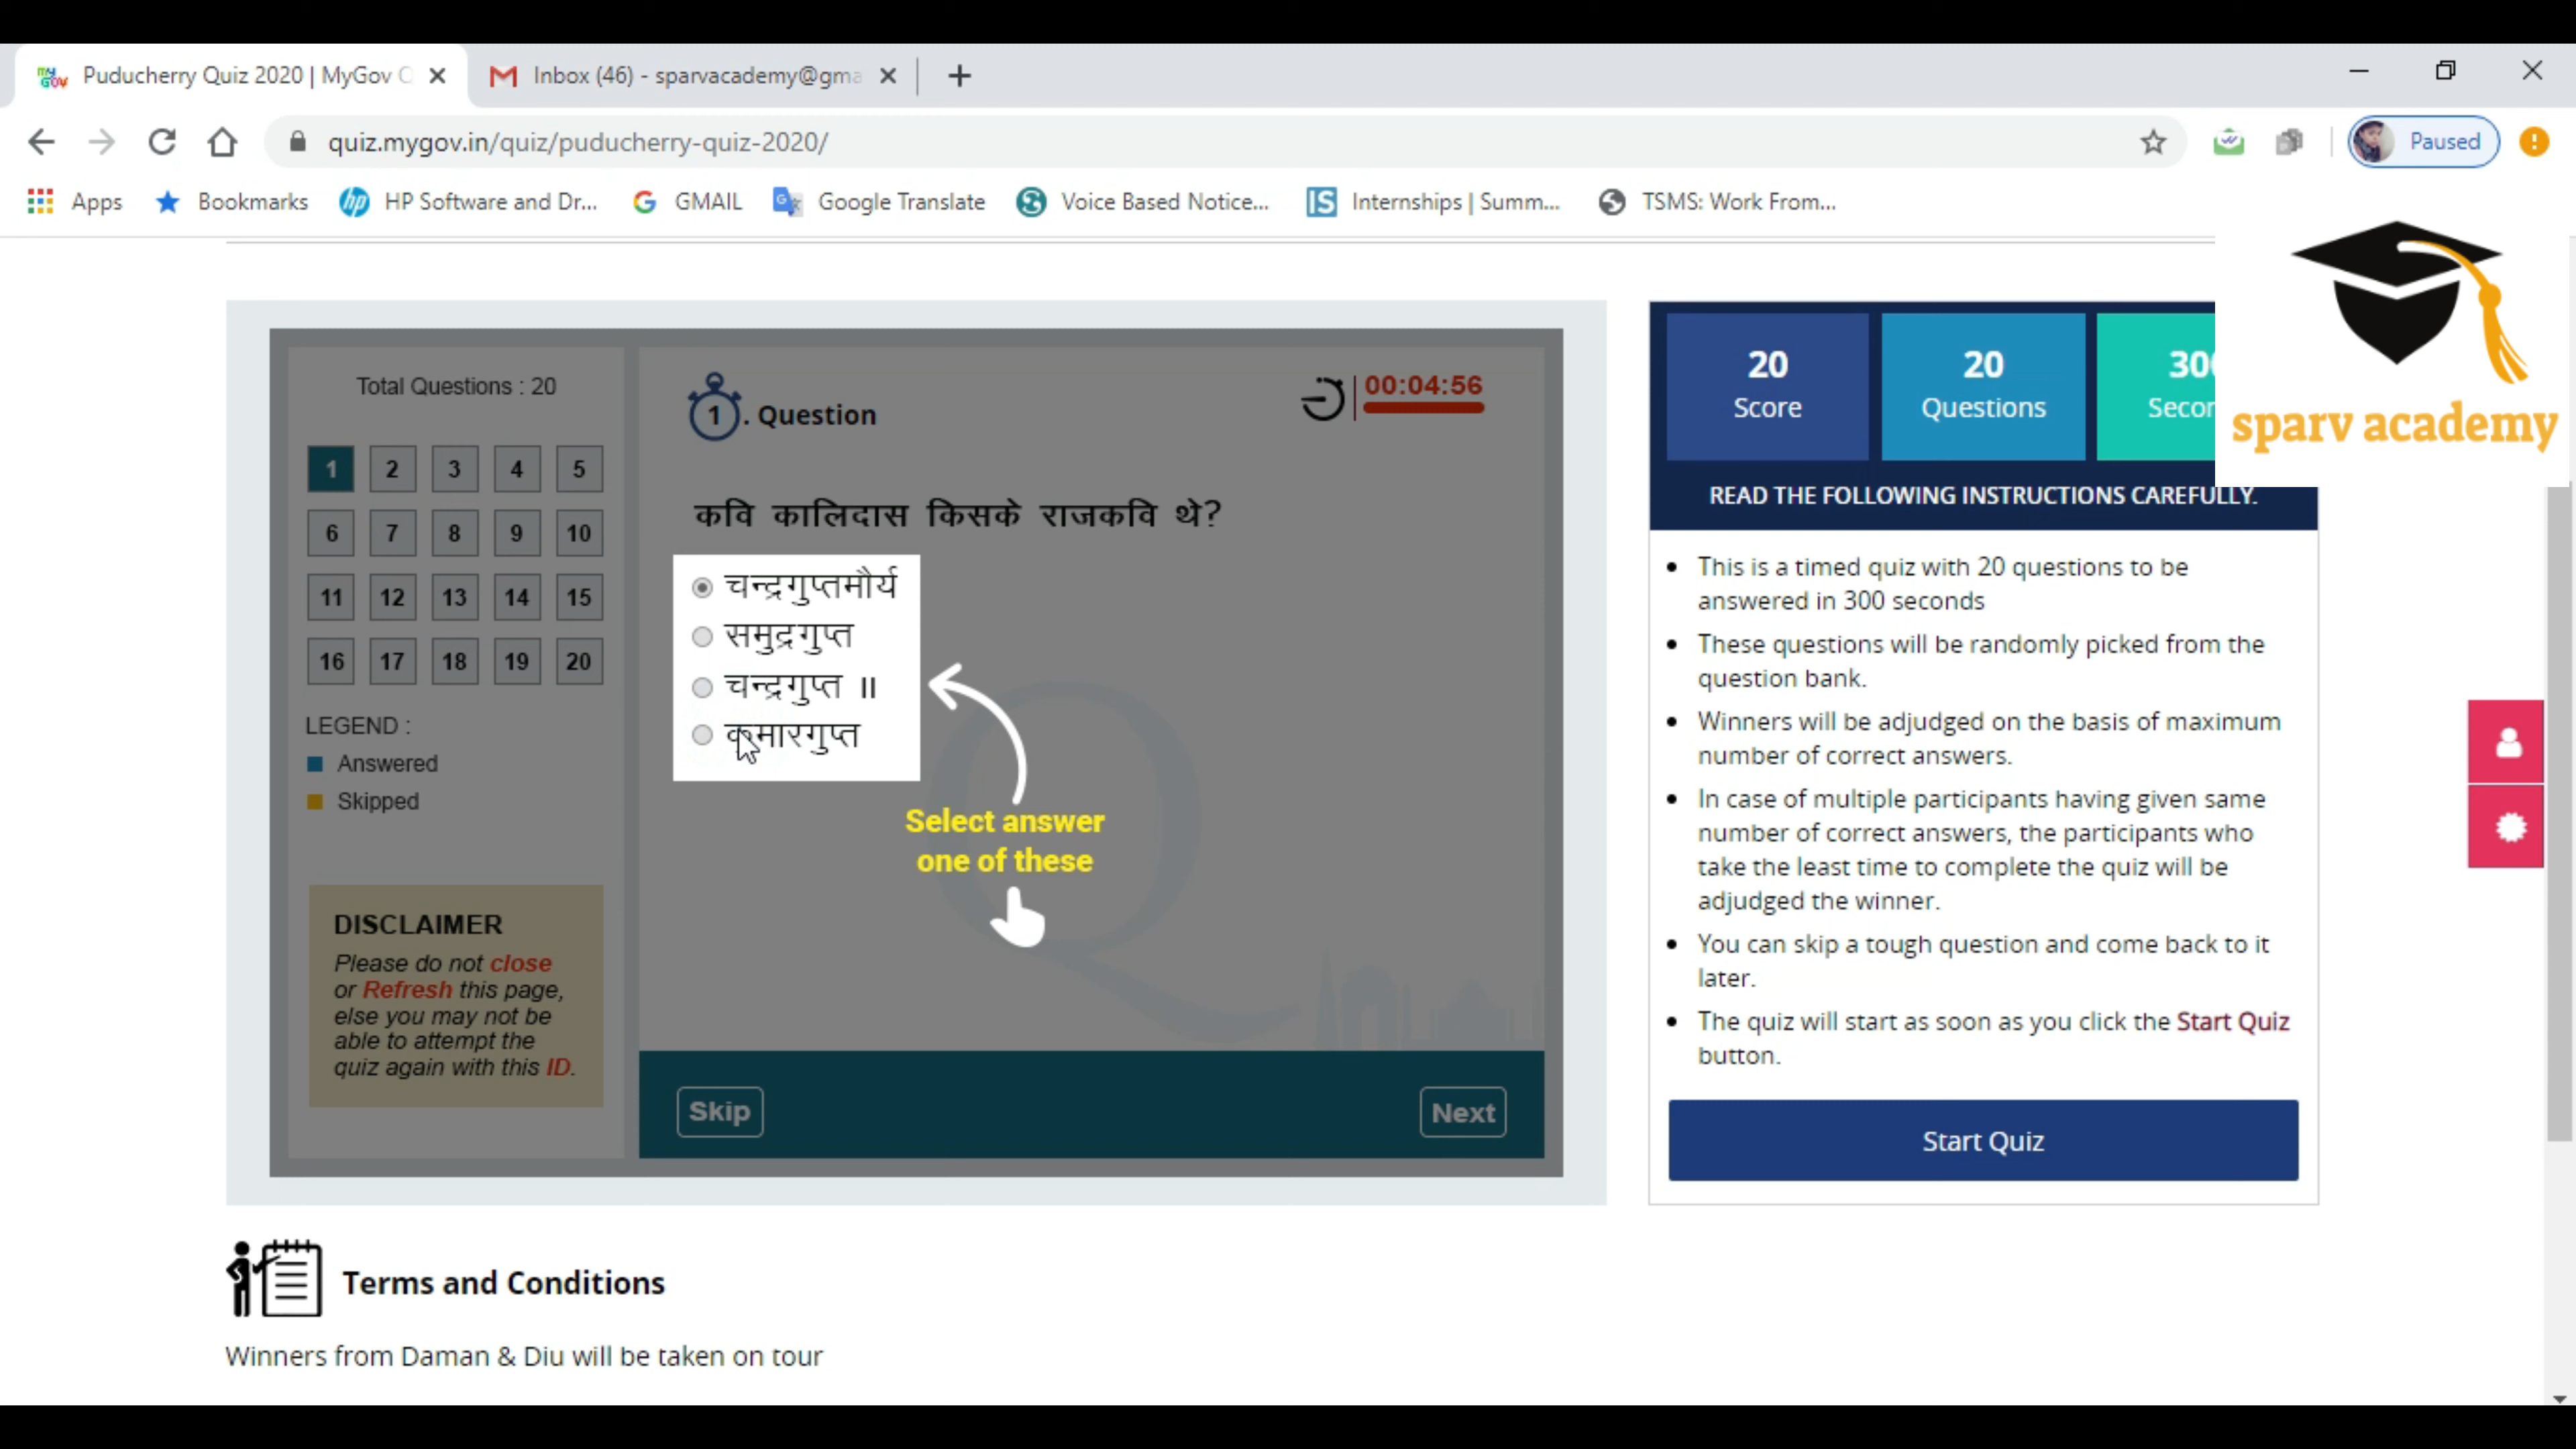 Puducherry Quiz 2020 | MyGov
Inbox (46) - sparvacademy@gma
quiz.mygov.in/quiz/puducherry-quiz-2020/
Paused
Apps
Bookmarks
HP Software and Dr...
GMAIL
Google Translate
Voice Based Notice...
IS Internships | Summ...
TSMS: Work From...
sparv academy
Total Questions : 20
1 2 3 4 5
6 7 8 9 10
11 12 13 14 15
16 17 18 19 20
LEGEND :
Answered
Skipped
DISCLAIMER
Please do not close
or Refresh this page,
else you may not be
able to attempt the
quiz again with this ID.
1 . Question
00:04:56
कवि कालिदास किसके राजकवि थे?
चन्द्रगुप्तमौर्य
समुद्रगुप्त
चन्द्रगुप्त II
कुमारगुप्त
Select answer
one of these
Skip
Next
20
Score
20
Questions
READ THE FOLLOWING INSTRUCTIONS CAREFULLY.
• This is a timed quiz with 20 questions to be
answered in 300 seconds
• These questions will be randomly picked from the
question bank.
• Winners will be adjudged on the basis of maximum
number of correct answers.
• In case of multiple participants having given same
number of correct answers, the participants who
take the least time to complete the quiz will be
adjudged the winner.
• You can skip a tough question and come back to it
later.
• The quiz will start as soon as you click the Start Quiz
button.
Start Quiz
Terms and Conditions
Winners from Daman & Diu will be taken on tour